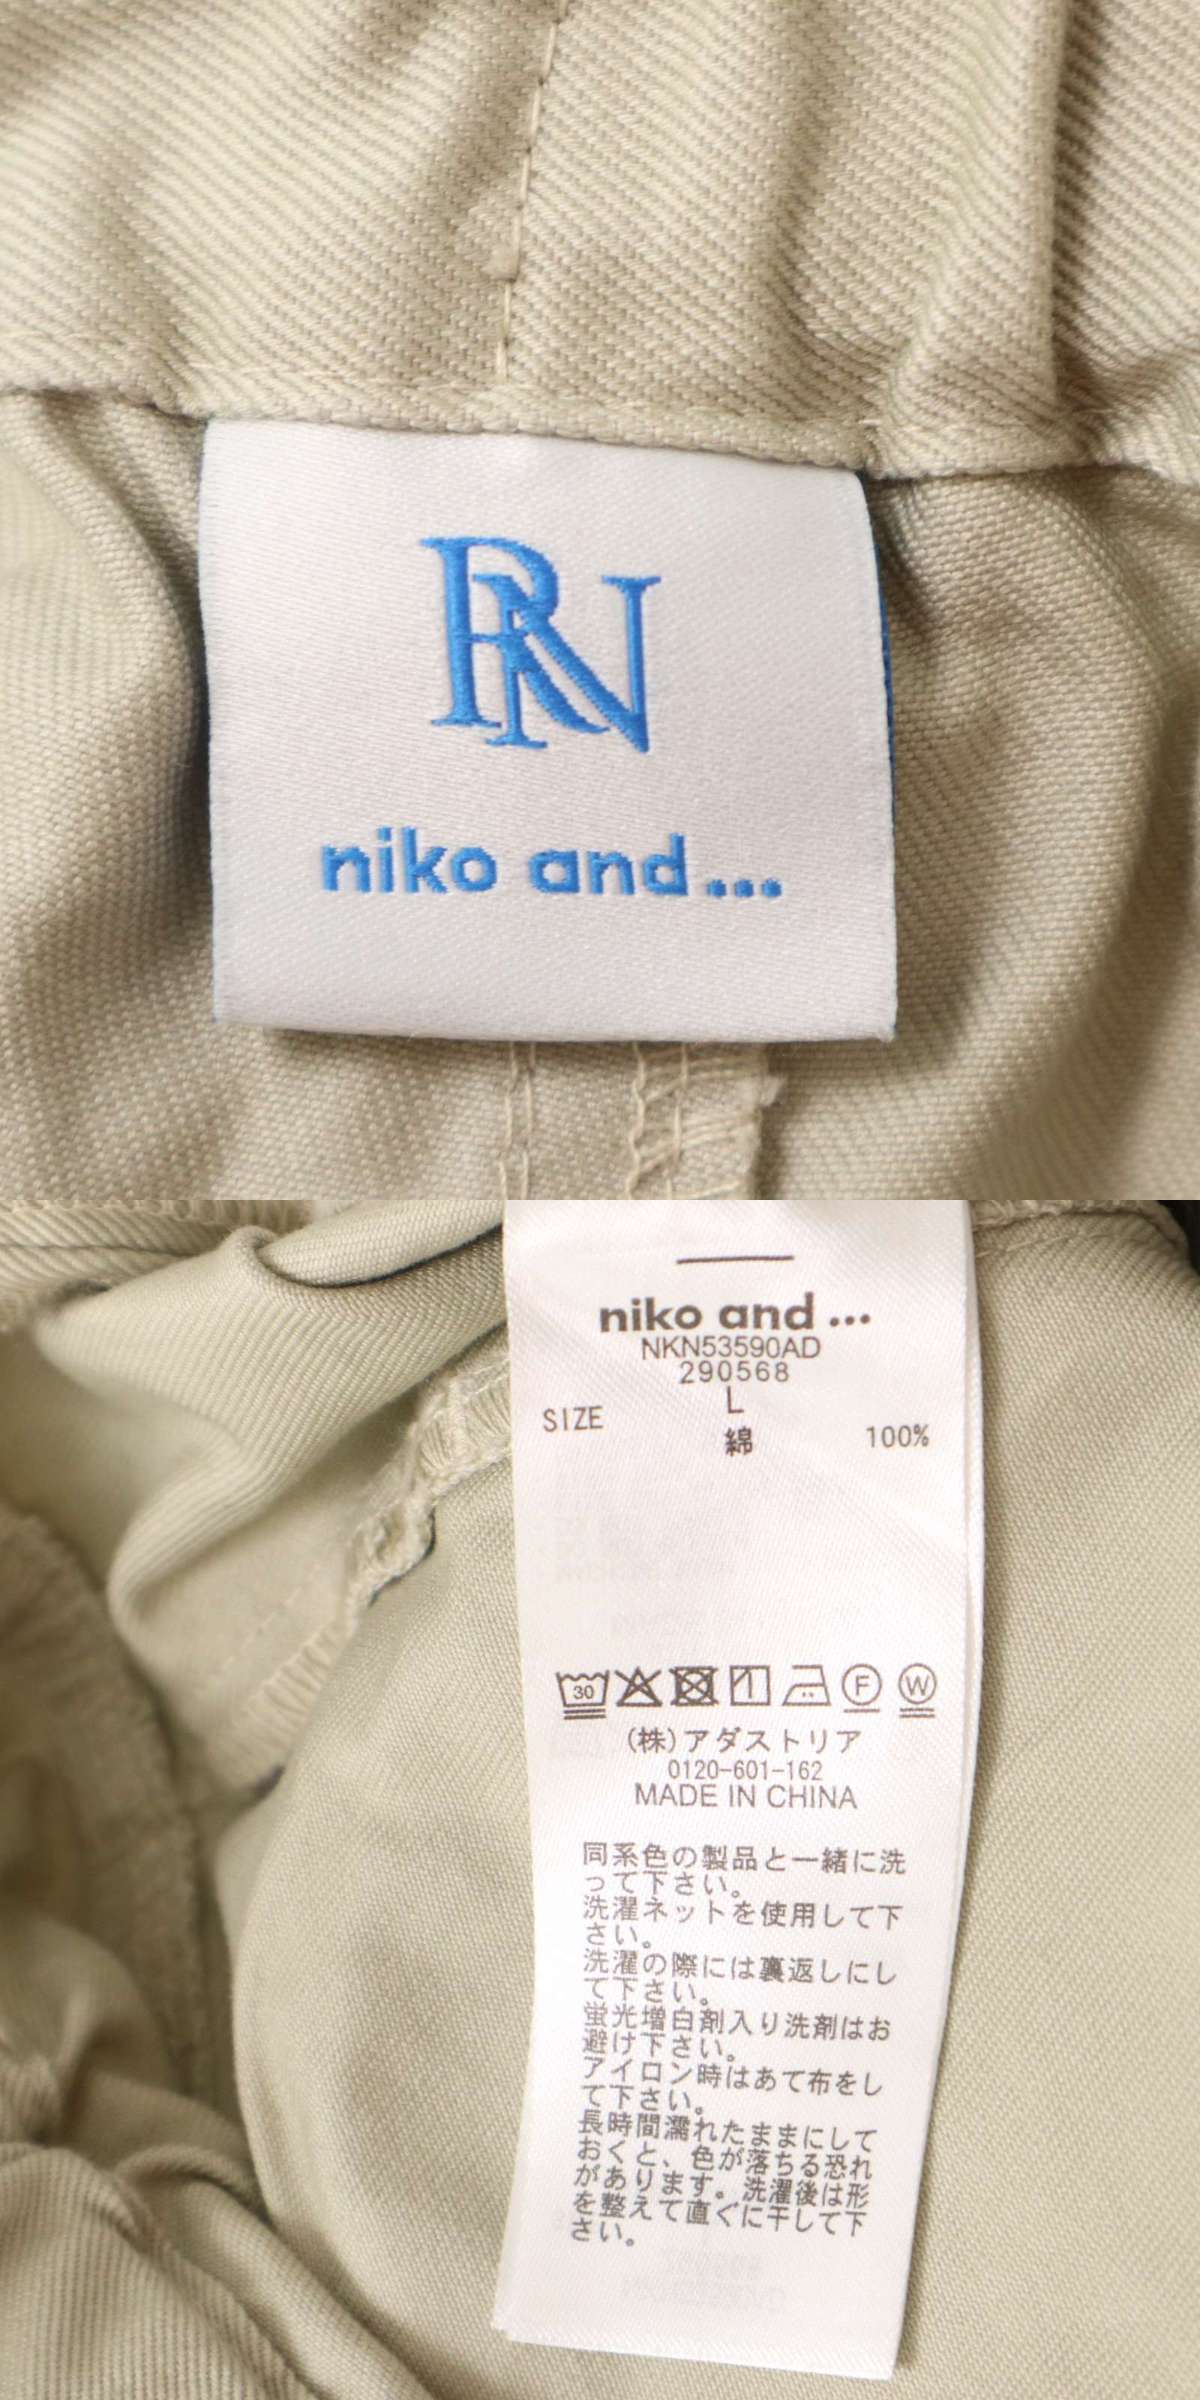 RN
niko and...
niko and...
NKN53590AD
290568
SIZE L
綿 100%
30 F W
(株)アダストリア
0120-601-162
MADE IN CHINA
同系色の製品と一緒に洗
って下さい。
洗濯ネットを使用して下
さい。
洗濯の際には裏返しにし
て下さい。
蛍光増白剤入り洗剤はお
避け下さい。
アイロン時はあて布をし
て下さい。
長時間濡れたままにして
おくと、色が落ちる恐れ
があります。洗濯後は形
を整えて直ぐに干して下
さい。